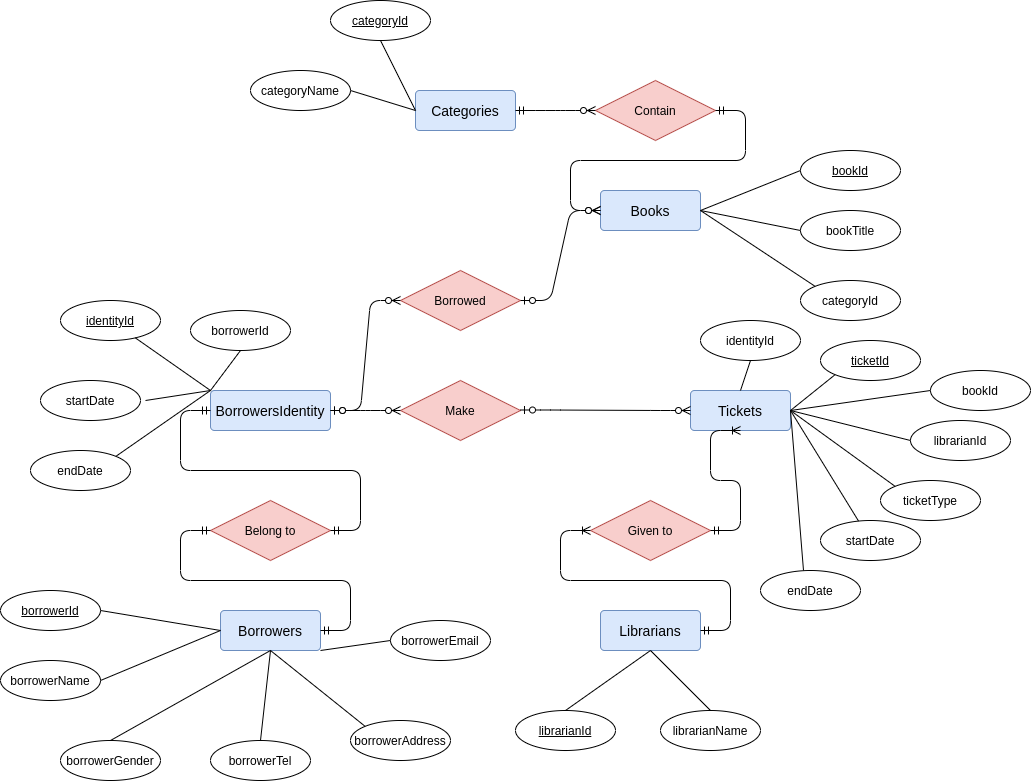 categoryId
categoryName
Categories
Contain
bookId
Books
bookTitle
categoryId
Borrowed
identityId
borrowerId
identityId
ticketId
startDate
BorrowersIdentity
Make
Tickets
bookId
librarianId
endDate
ticketType
Belong to
Given to
startDate
endDate
borrowerId
Borrowers
borrowerEmail
Librarians
borrowerName
borrowerGender
borrowerTel
borrowerAddress
librarianId
librarianName